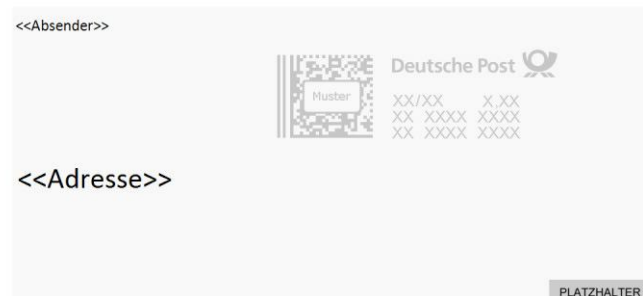 <<Absender>>
Deutsche Post
Muster
XX/XX X,XX
XX XXXX XXXX
XX XXXX XXXX
<<Adresse>>
PLATZHALTER